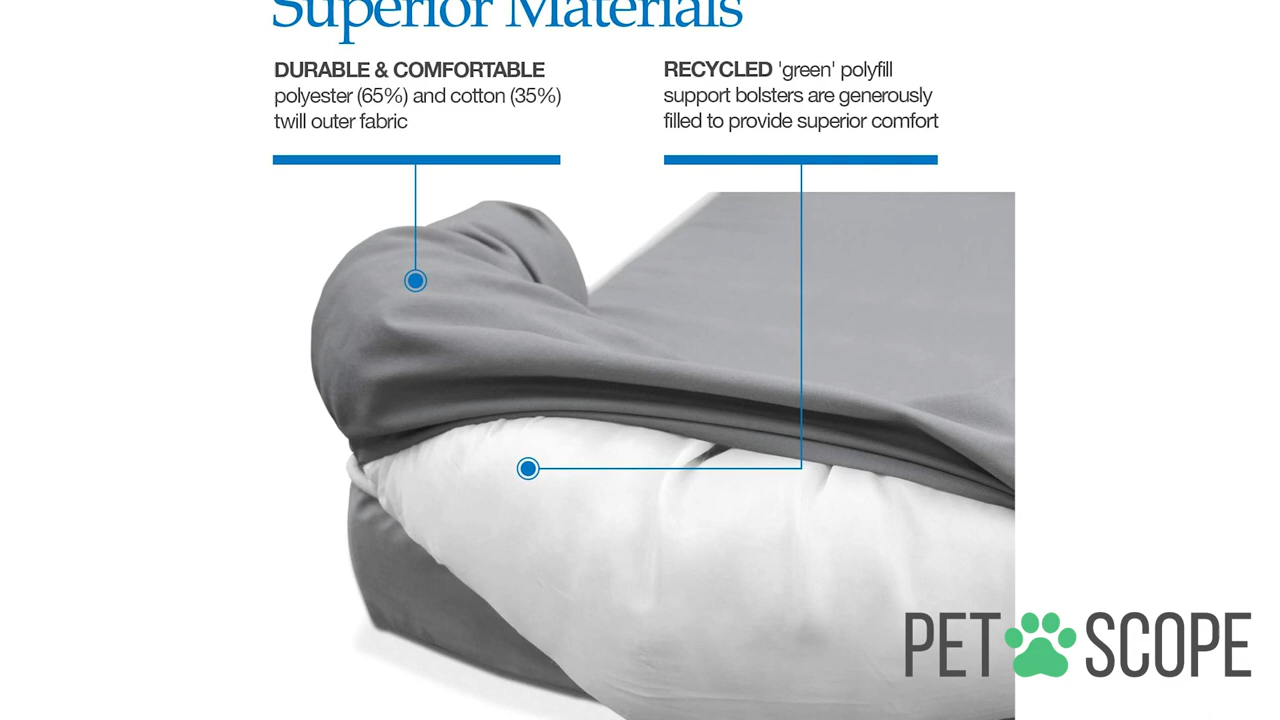 Superior Materials
DURABLE & COMFORTABLE
polyester (65%) and cotton (35%)
twill outer fabric
RECYCLED 'green' polyfill
support bolsters are generously
filled to provide superior comfort
PET SCOPE